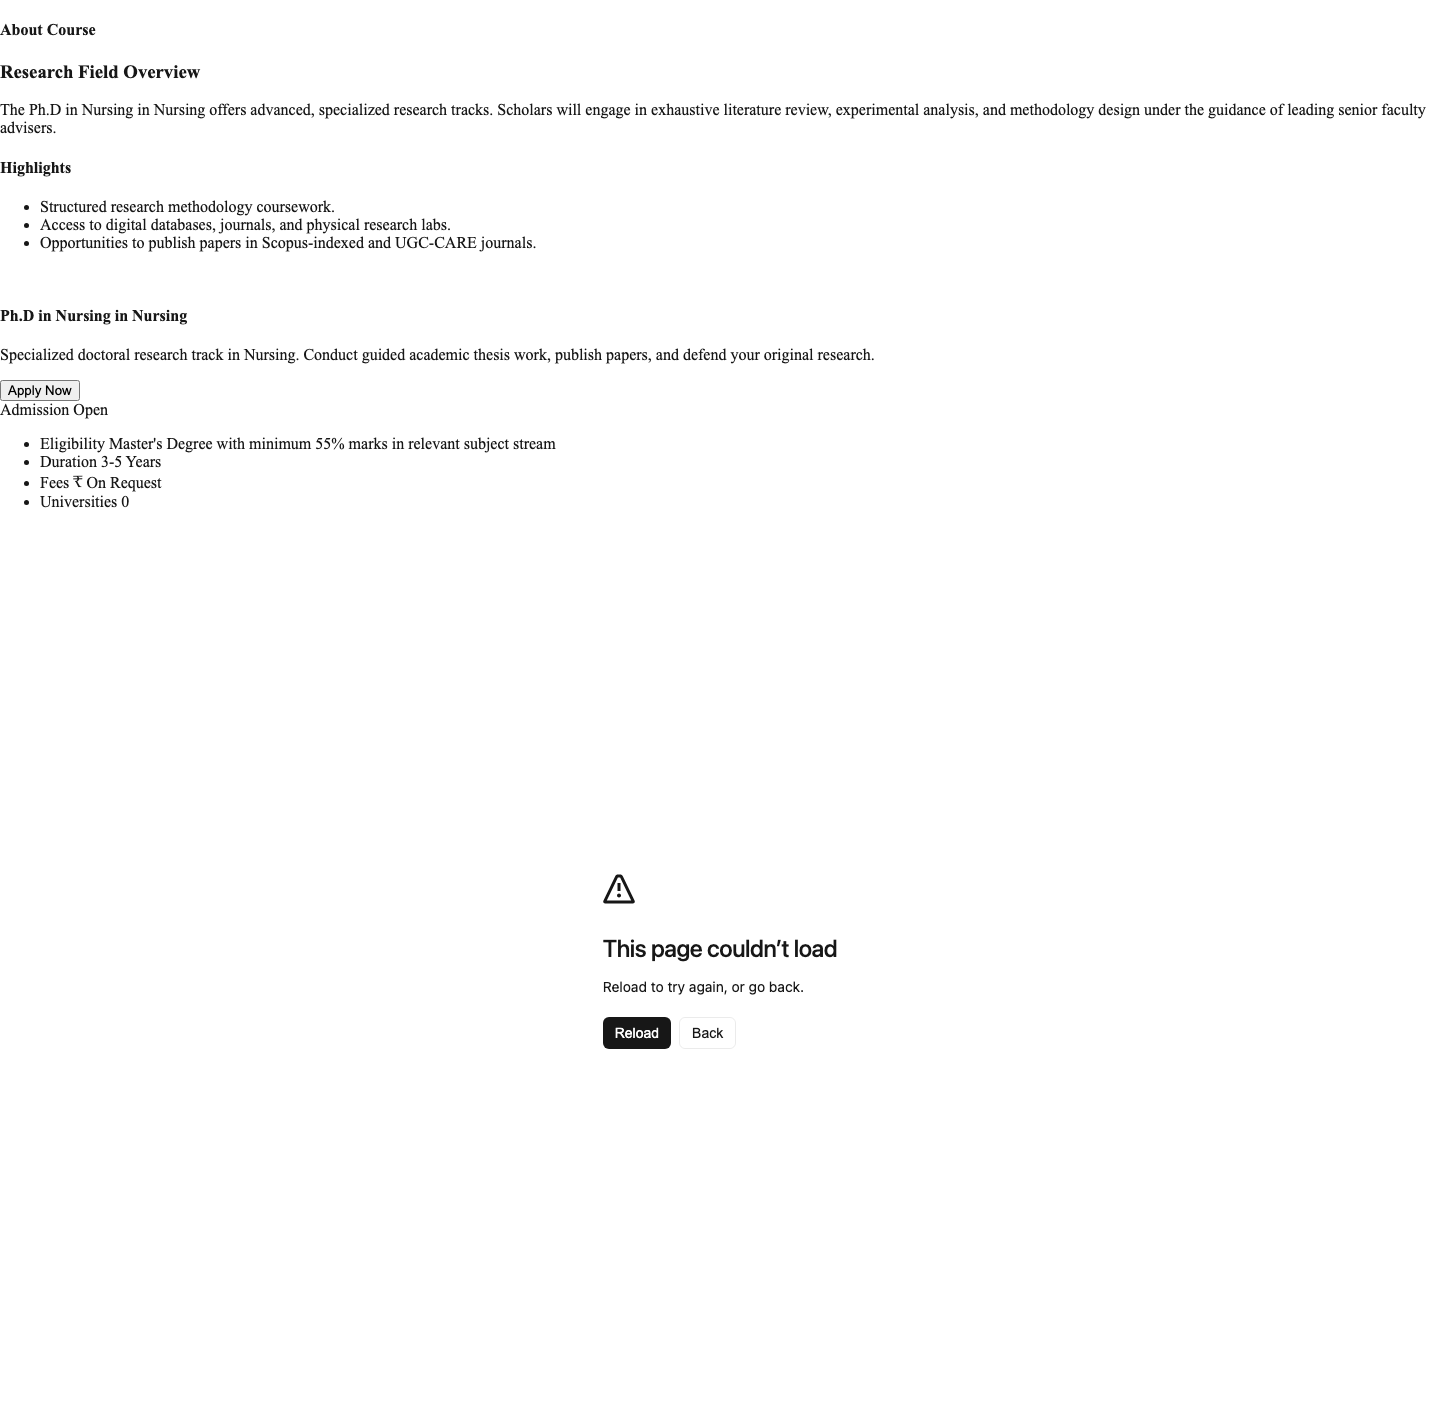 About Course
Research Field Overview
The Ph.D in Nursing in Nursing offers advanced, specialized research tracks. Scholars will engage in exhaustive literature review, experimental analysis, and methodology design under the guidance of leading senior faculty
advisers.
Highlights
Structured research methodology coursework.
Access to digital databases, journals, and physical research labs.
Opportunities to publish papers in Scopus-indexed and UGC-CARE journals.
Ph.D in Nursing in Nursing
Specialized doctoral research track in Nursing. Conduct guided academic thesis work, publish papers, and defend your original research.
Apply Now
Admission Open
Eligibility Master's Degree with minimum 55% marks in relevant subject stream
Duration 3-5 Years
Fees ₹ On Request
Universities 0
This page couldn’t load
Reload to try again, or go back.
Reload Back